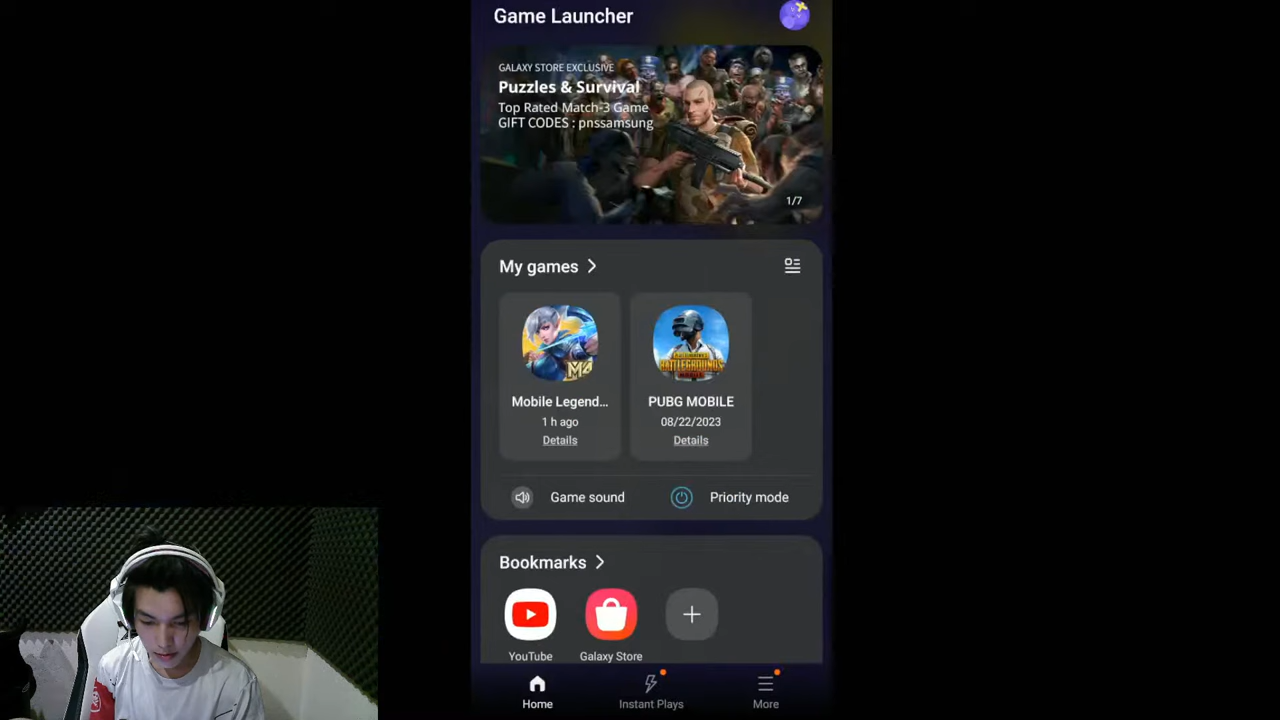 Game Launcher
GALAXY STORE EXCLUSIVE
Puzzles & Survival
Top Rated Match-3 Game
GIFT CODES : pnssamsung
1/7
My games
M4
BATTLEGROUNDS
Mobile Legend...
PUBG MOBILE
1 h ago
08/22/2023
Details
Details
Game sound
Priority mode
Bookmarks
YouTube
Galaxy Store
Home
Instant Plays
More